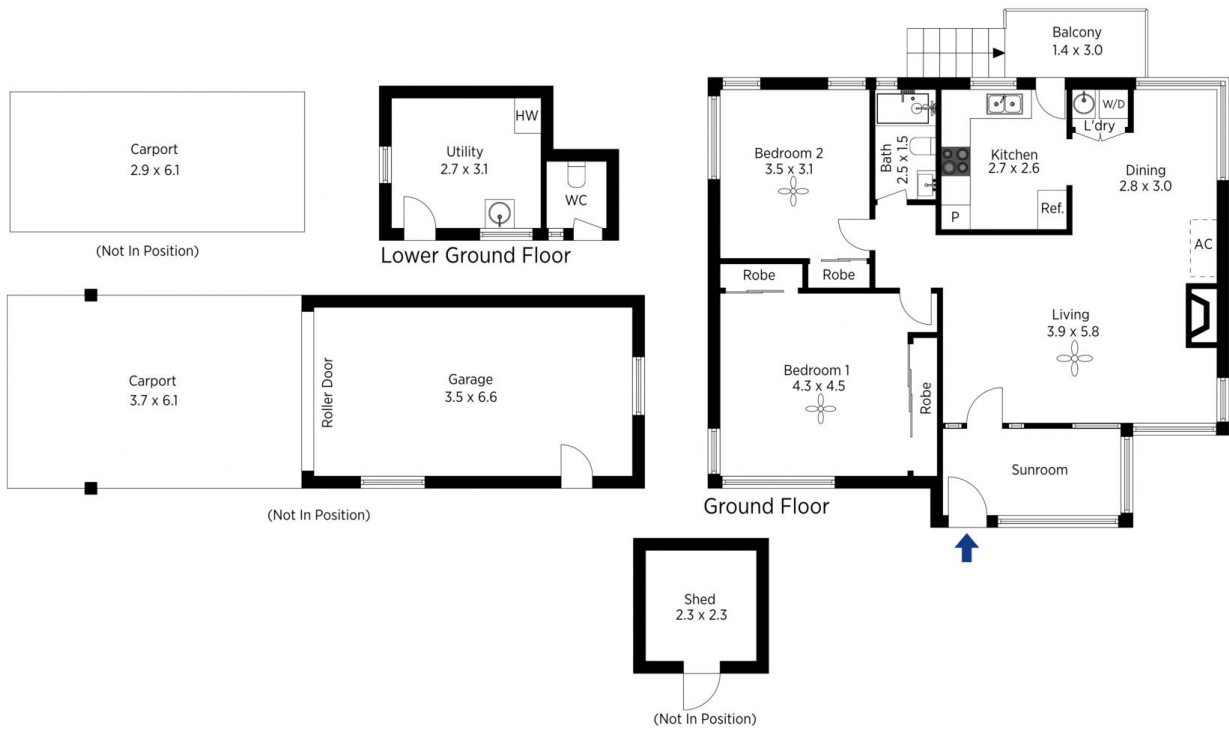 Carport
2.9 x 6.1
(Not In Position)
Utility
2.7 x 3.1
HW
WC
Lower Ground Floor
Carport
3.7 x 6.1
Roller Door
Garage
3.5 x 6.6
(Not In Position)
Balcony
1.4 x 3.0
Bedroom 2
3.5 x 3.1
Bath
2.5 x 1.5
Kitchen
2.7 x 2.6
P
Ref.
W/D
L'dry
Dining
2.8 x 3.0
AC
Robe
Robe
Living
3.9 x 5.8
Bedroom 1
4.3 x 4.5
Robe
Sunroom
Ground Floor
Shed
2.3 x 2.3
(Not In Position)